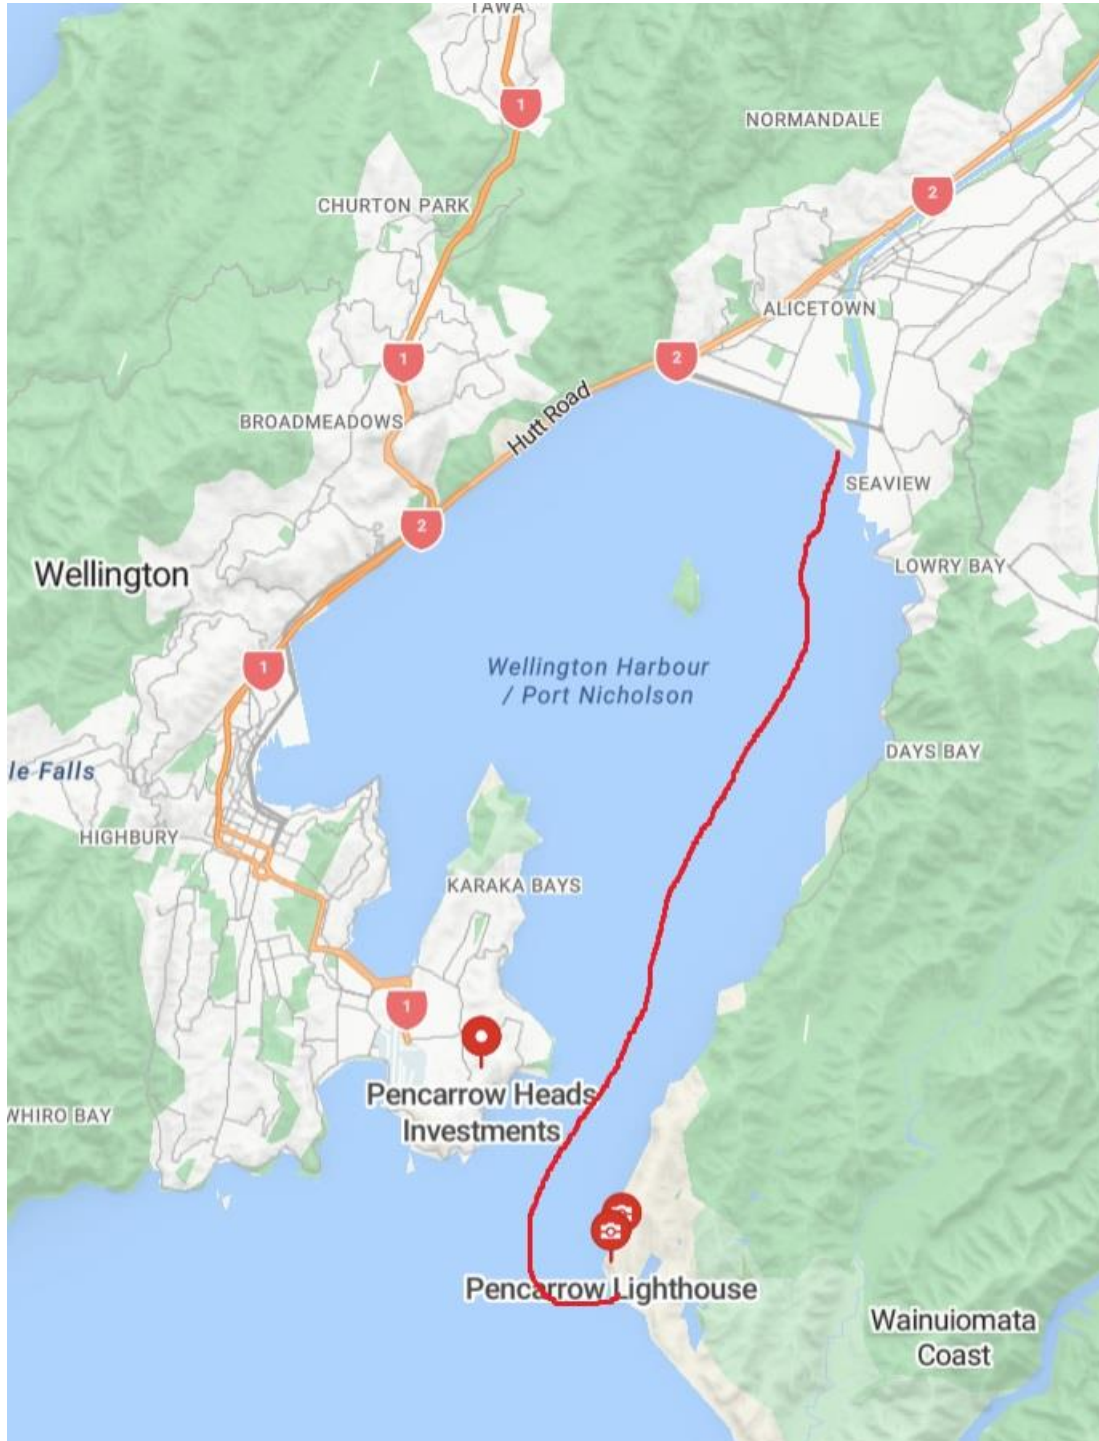 TAWA
1
NORMANDALE
2
CHURTON PARK
ALICETOWN
1
2
Hutt Road
BROADMEADOWS
SEAVIEW
2
LOWRY BAY
Wellington
1
Wellington Harbour
/ Port Nicholson
DAYS BAY
le Falls
HIGHBURY
KARAKA BAYS
1
Pencarrow Heads
Investments
WHIRO BAY
Pencarrow Lighthouse
Wainuiomata
Coast